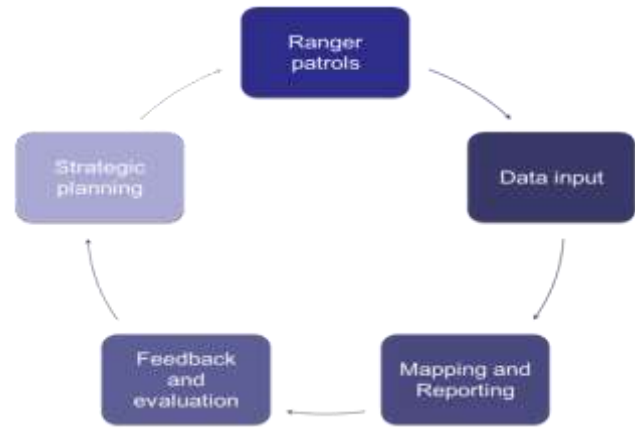 Ranger
patrols
Data input
Mapping and
Reporting
Feedback
and
evaluation
Strategic
planning